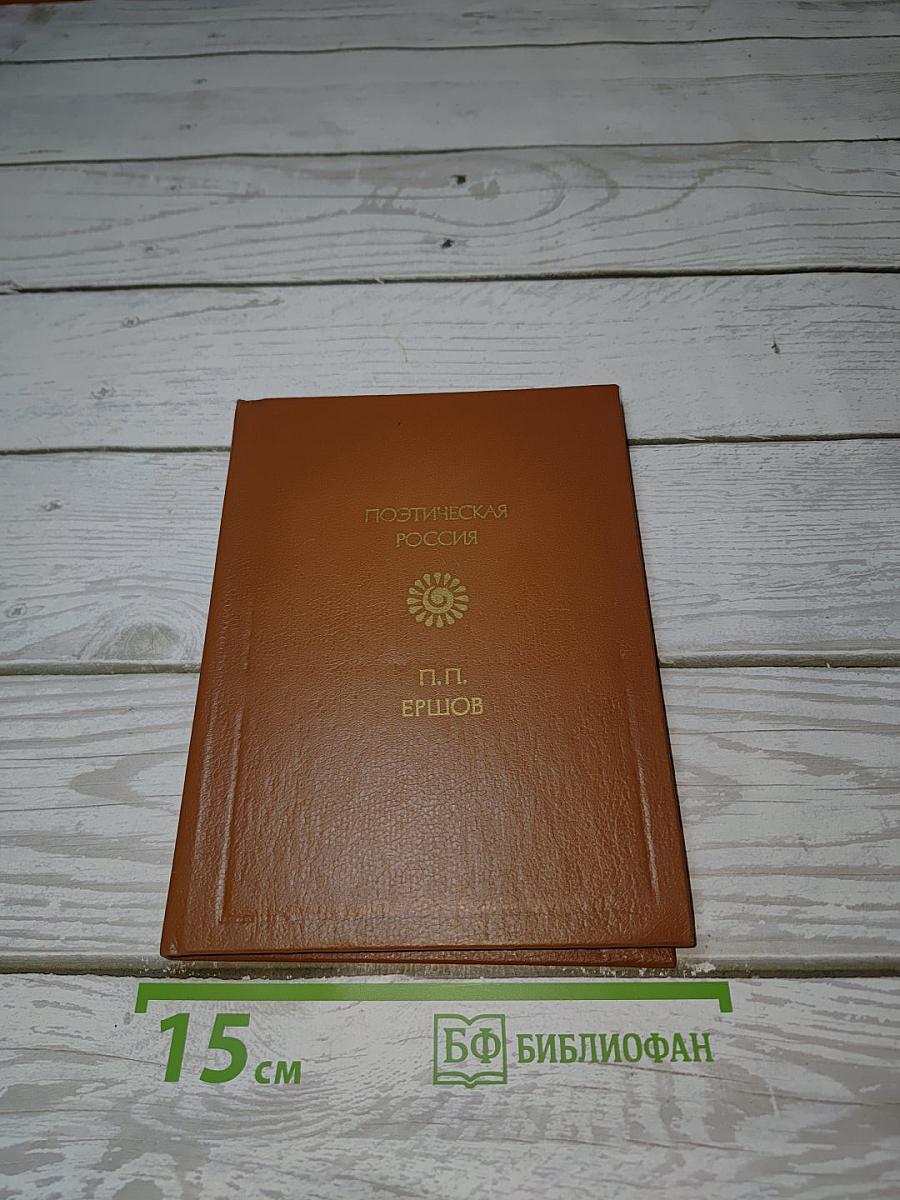 ПОЭТИЧЕСКАЯ
РОССИЯ
П.П.
ЕРШОВ
15 см
БФ БИБЛИОФАН